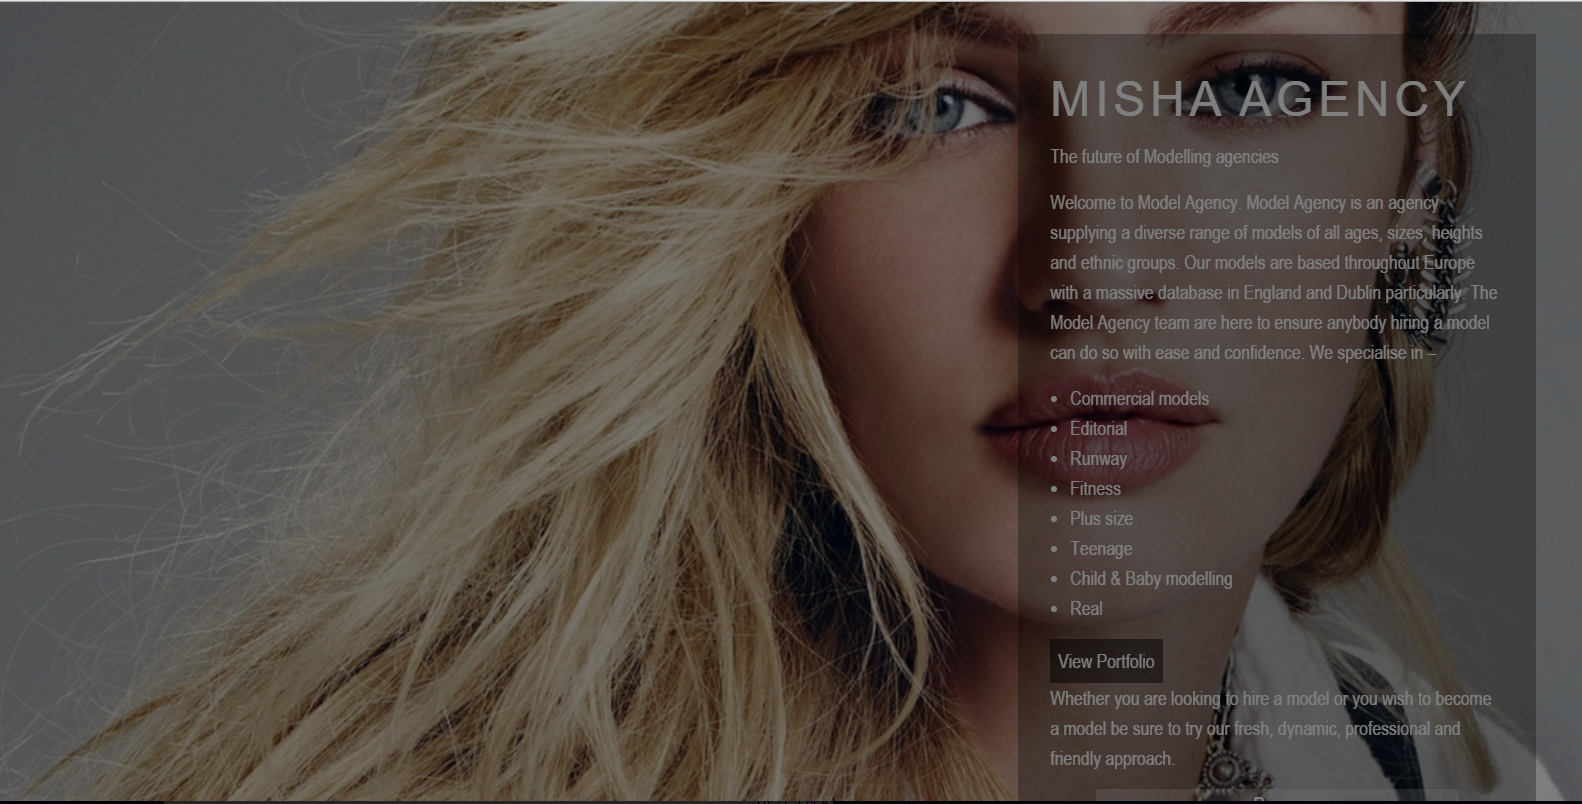 MISHA AGENCY
The future of Modelling agencies
Welcome to Model Agency. Model Agency is an agency
supplying a diverse range of models of all ages, sizes, heights
and ethnic groups. Our models are based throughout Europe
with a massive database in England and Dublin particularly. The
Model Agency team are here to ensure anybody hiring a model
can do so with ease and confidence. We specialise in –
• Commercial models
• Editorial
• Runway
• Fitness
• Plus size
• Teenage
• Child & Baby modelling
• Real
View Portfolio
Whether you are looking to hire a model or you wish to become
a model be sure to try our fresh, dynamic, professional and
friendly approach.